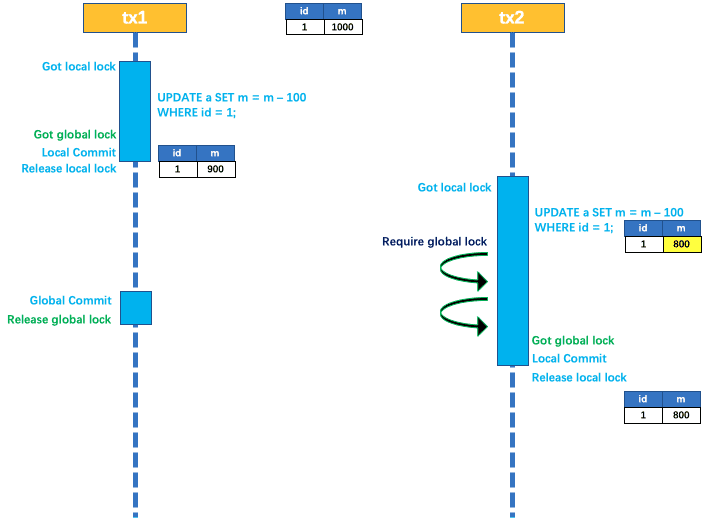 tx1
id m
1 1000
tx2
Got local lock
UPDATE a SET m = m – 100
WHERE id = 1;
Got global lock
Local Commit
Release local lock
id m
1 900
Got local lock
UPDATE a SET m = m – 100
WHERE id = 1;
id m
1 800
Require global lock
Global Commit
Release global lock
Got global lock
Local Commit
Release local lock
id m
1 800